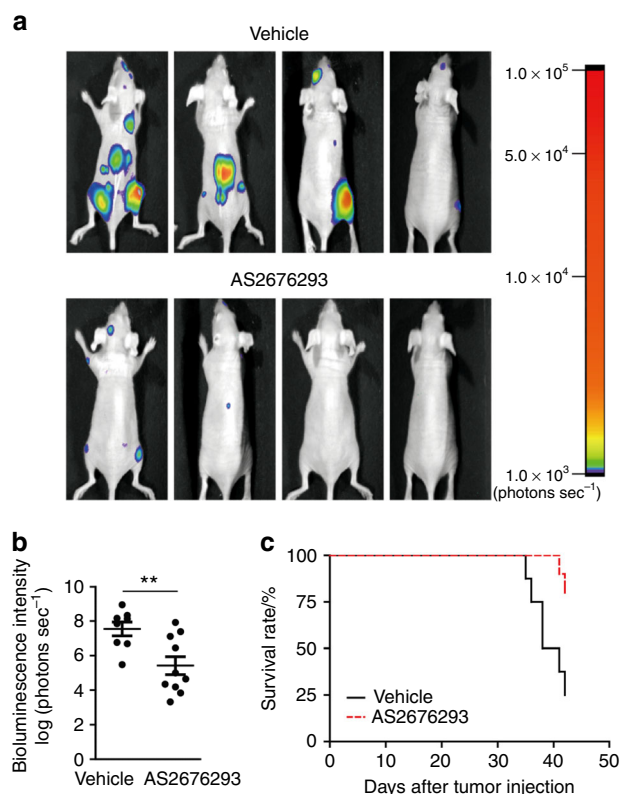 a
Vehicle
1.0 × 10⁵
5.0 × 10⁴
AS2676293
1.0 × 10⁴
1.0 × 10³
(photons sec⁻¹)
b
**
Bioluminescence intensity
log (photons sec⁻¹)
10
8
6
4
2
0
Vehicle AS2676293
c
Survival rate/%
100
75
50
25
0
Vehicle
AS2676293
0 10 20 30 40 50
Days after tumor injection